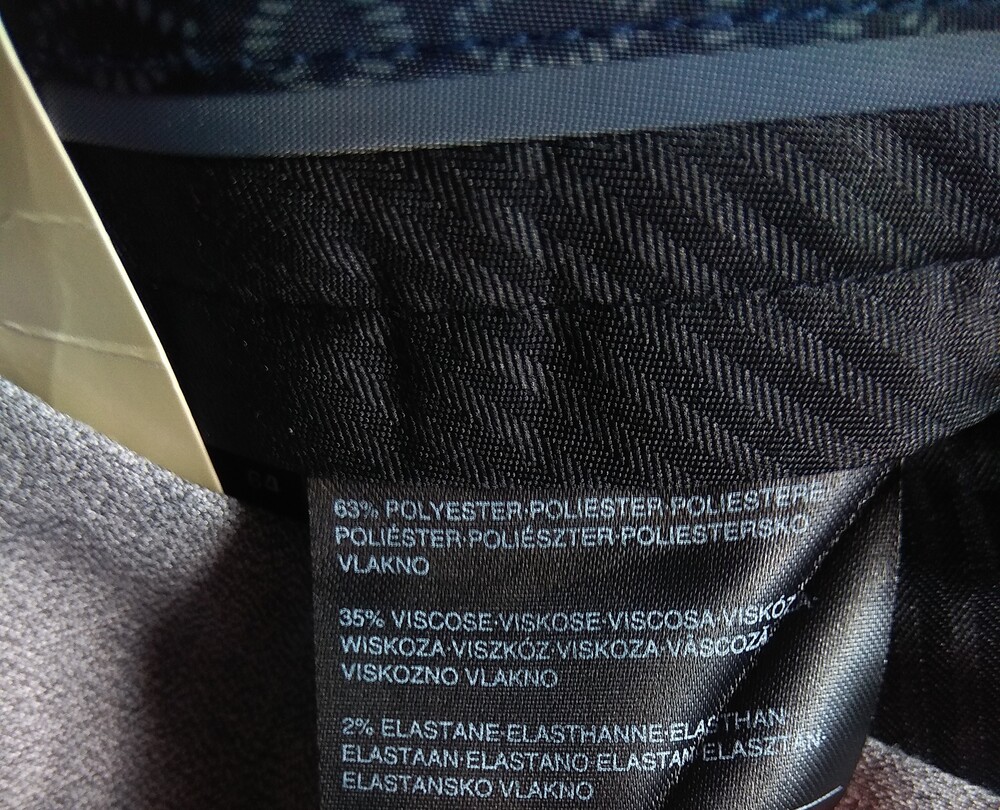 63% POLYESTER·POLIESTER·POLIESTERE
POLIÉSTER·POLIÉSZTER·POLIESTERSKO
VLAKNO
35% VISCOSE·VISKOSE·VISCOSA·VISKÓZA·
WISKOZA·VISZKÓZ·VISKOZA·VÂSCOZÀ·
VISKOZNO VLAKNO
2% ELASTANE·ELASTHANNE·ELASTHAN·
ELASTAAN·ELASTANO·ELASTAN·ELASZTÁN·
ELASTANSKO VLAKNO